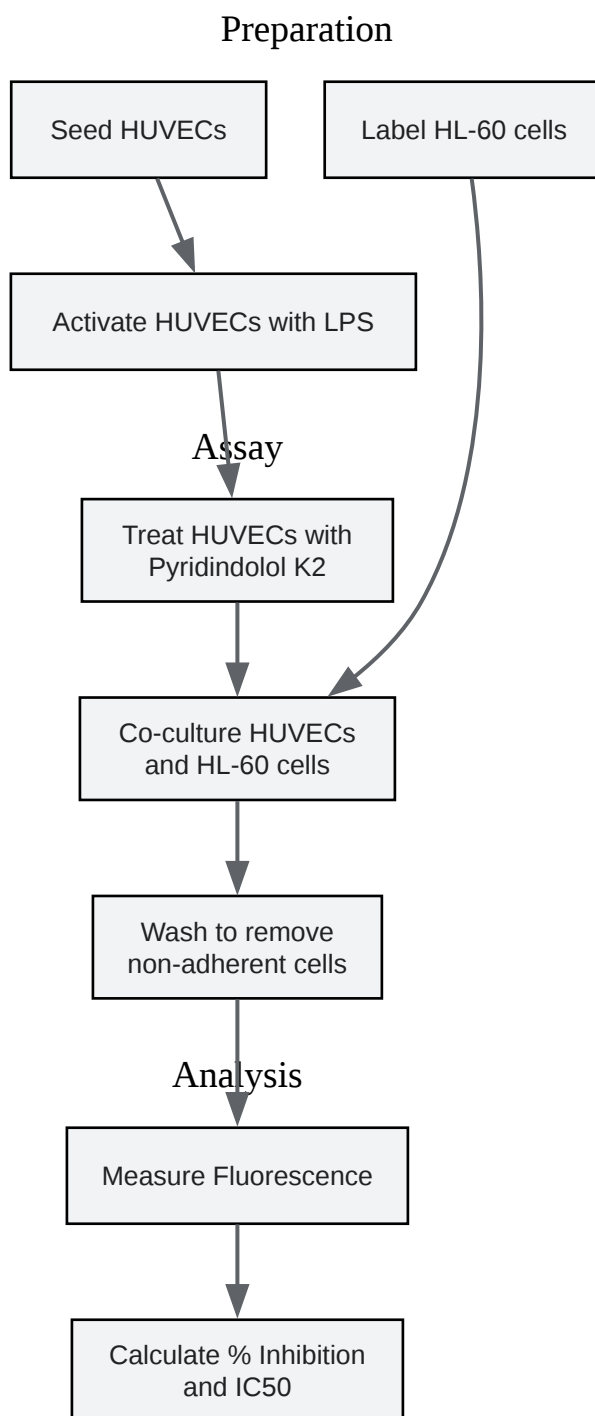 Preparation
Seed HUVECs
Label HL-60 cells
Activate HUVECs with LPS
Assay
Treat HUVECs with
Pyridindolol K2
Co-culture HUVECs
and HL-60 cells
Wash to remove
non-adherent cells
Analysis
Measure Fluorescence
Calculate % Inhibition
and IC50